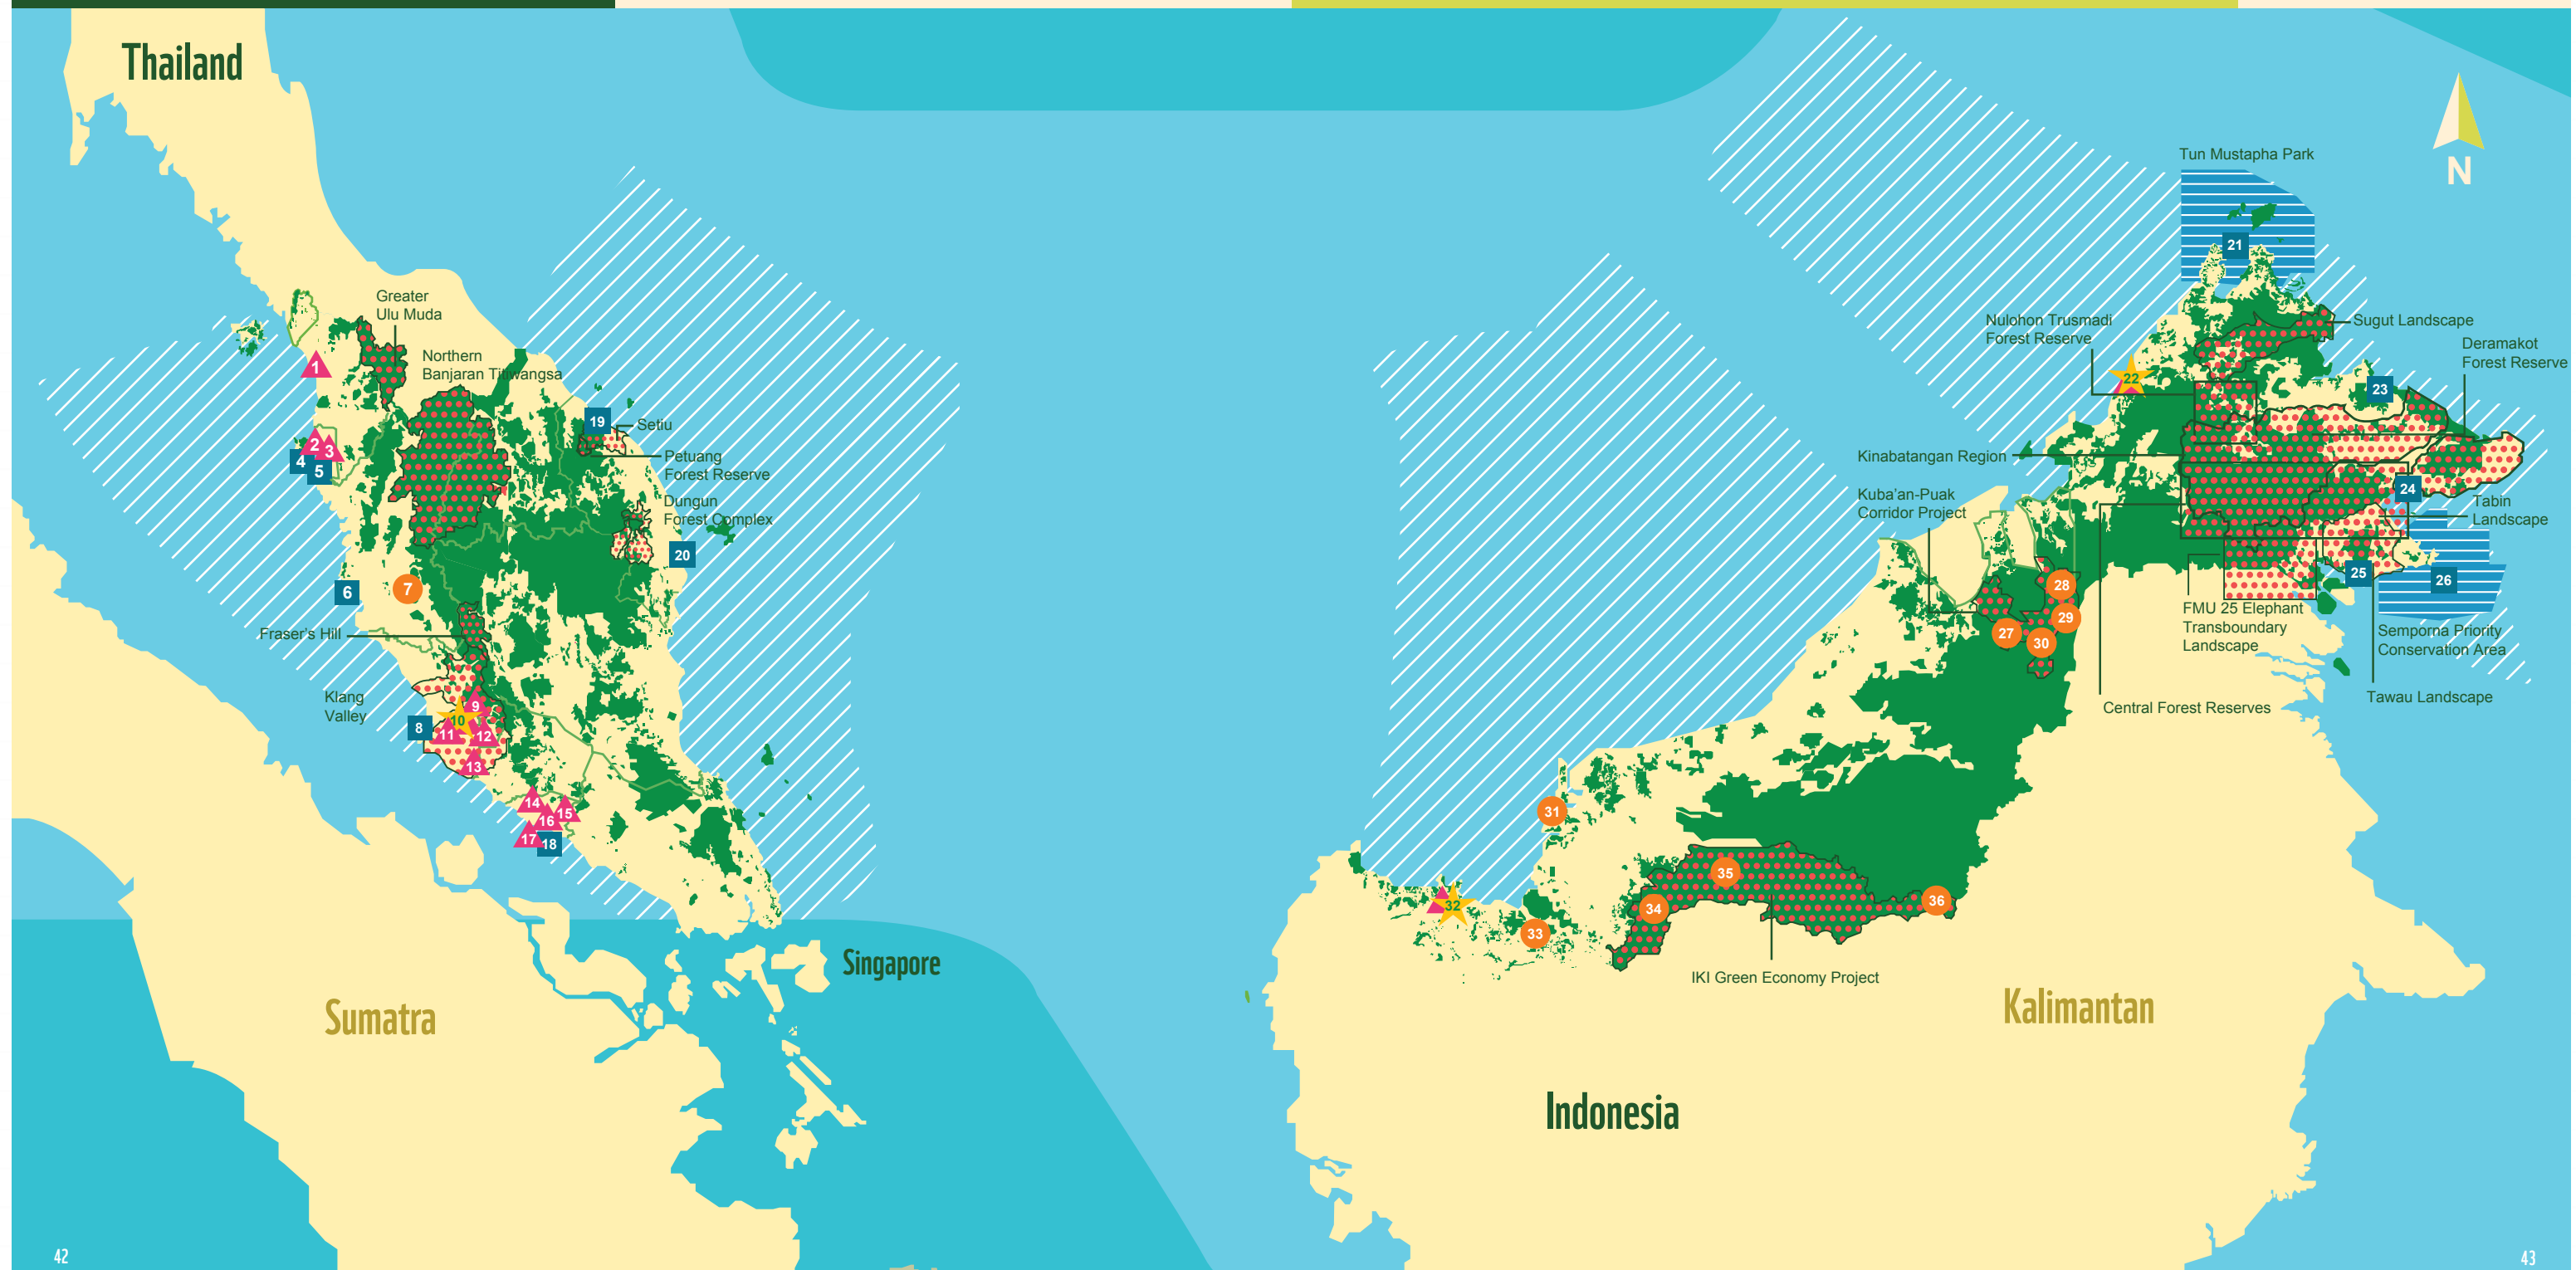 Thailand
Greater
Ulu Muda
Northern
Banjaran Titiwangsa
1
2
3
4
5
19
Setiu
Petuang
Forest Reserve
Dungun
Forest Complex
20
6
7
Fraser's Hill
Klang
Valley
8
9
10
11
12
13
14
15
16
17
18
Singapore
Sumatra
42
N
Tun Mustapha Park
21
Nulohon Trusmadi
Forest Reserve
22
Sugut Landscape
Deramakot
Forest Reserve
23
Kinabatangan Region
Kuba'an-Puak
Corridor Project
24
Tabin
Landscape
25
26
28
29
27
30
FMU 25 Elephant
Transboundary
Landscape
Semporna Priority
Conservation Area
Tawau Landscape
Central Forest Reserves
31
32
33
34
35
36
IKI Green Economy Project
Kalimantan
Indonesia
43